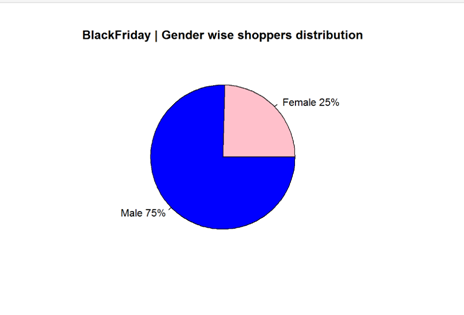 BlackFriday | Gender wise shoppers distribution
Female 25%
Male 75%